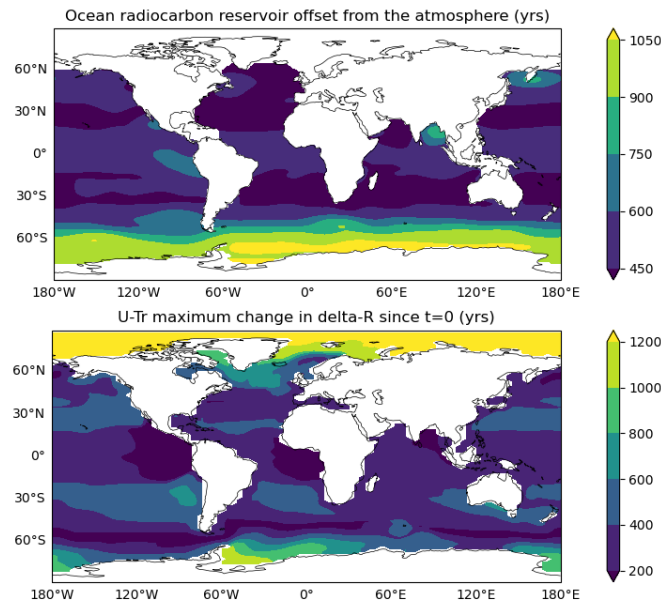 Ocean radiocarbon reservoir offset from the atmosphere (yrs)
60°N
30°N
0°
30°S
60°S
180°W 120°W 60°W 0° 60°E 120°E 180°E
1050
900
750
600
450
U-Tr maximum change in delta-R since t=0 (yrs)
60°N
30°N
0°
30°S
60°S
180°W 120°W 60°W 0° 60°E 120°E 180°E
1200
1000
800
600
400
200